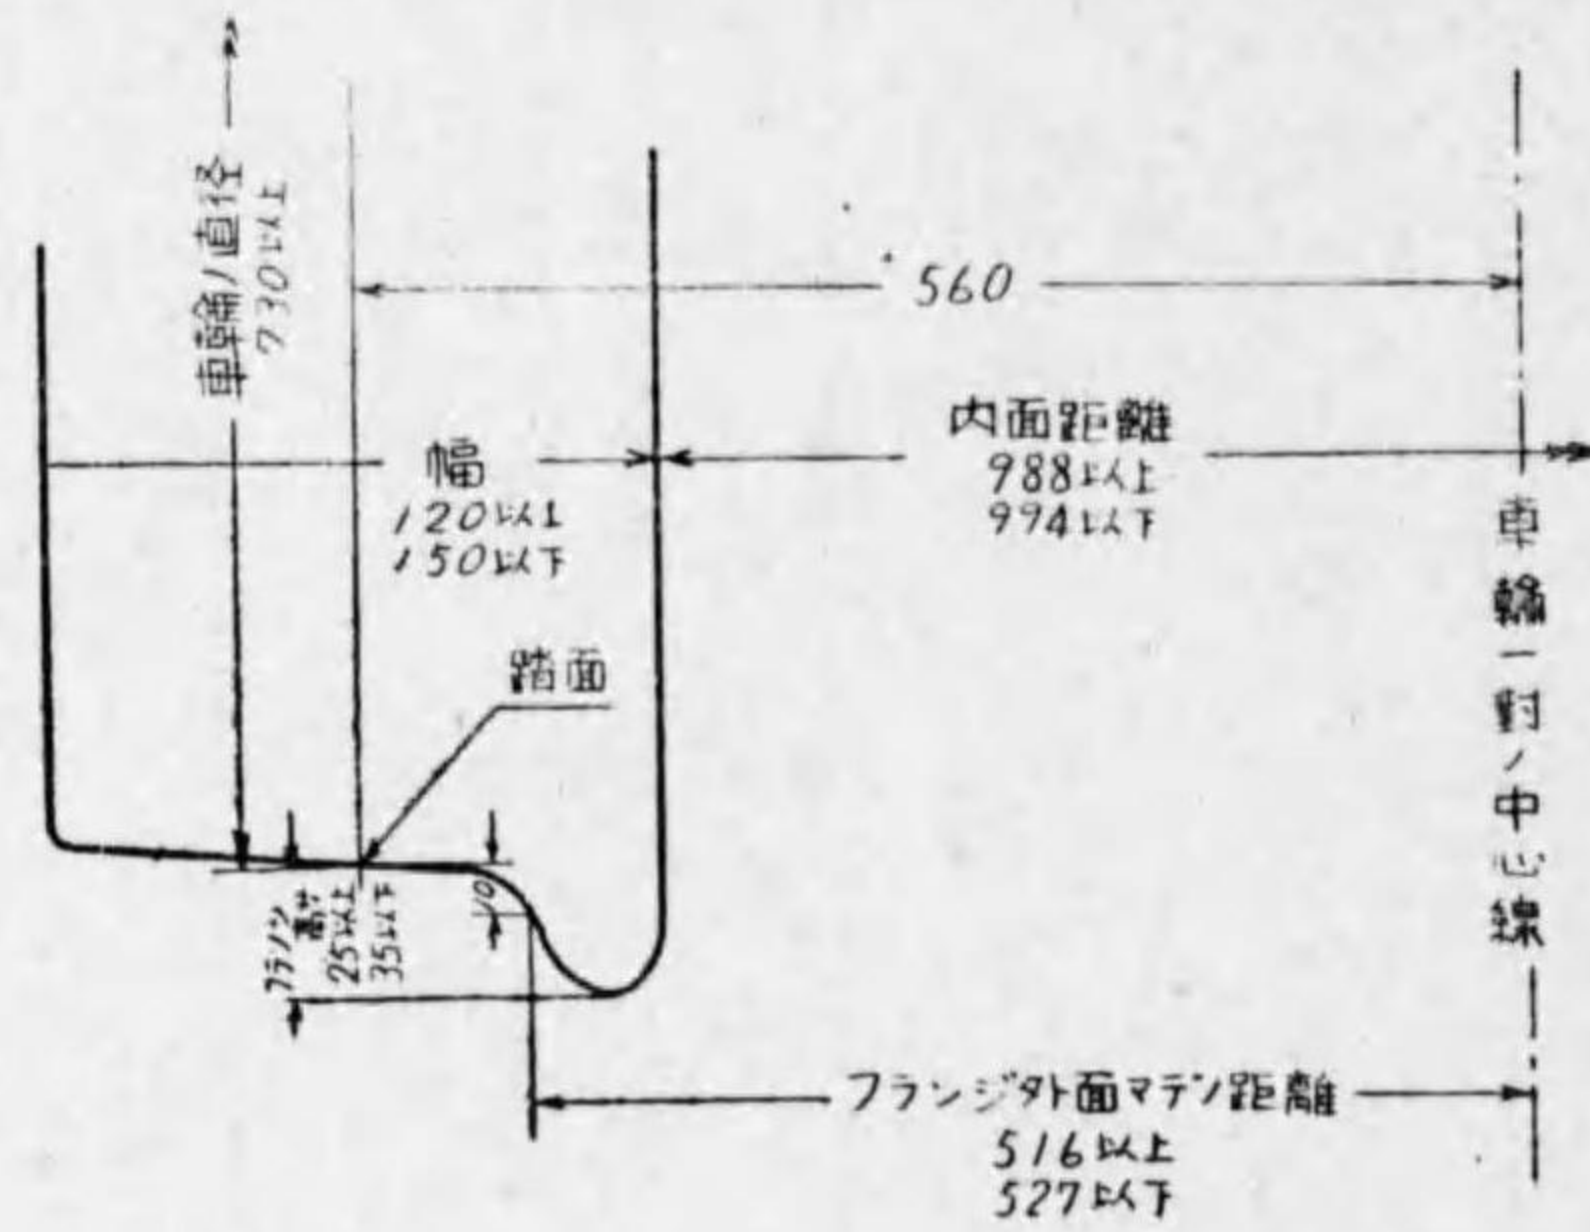 車輪ノ直径
730以上
560
内面距離
988以上
994以下
幅
120以上
150以下
踏面
フランジ
高サ
25以上
35以下
10
車輪一對ノ中心線
フランジ外面マデノ距離
516以上
527以下